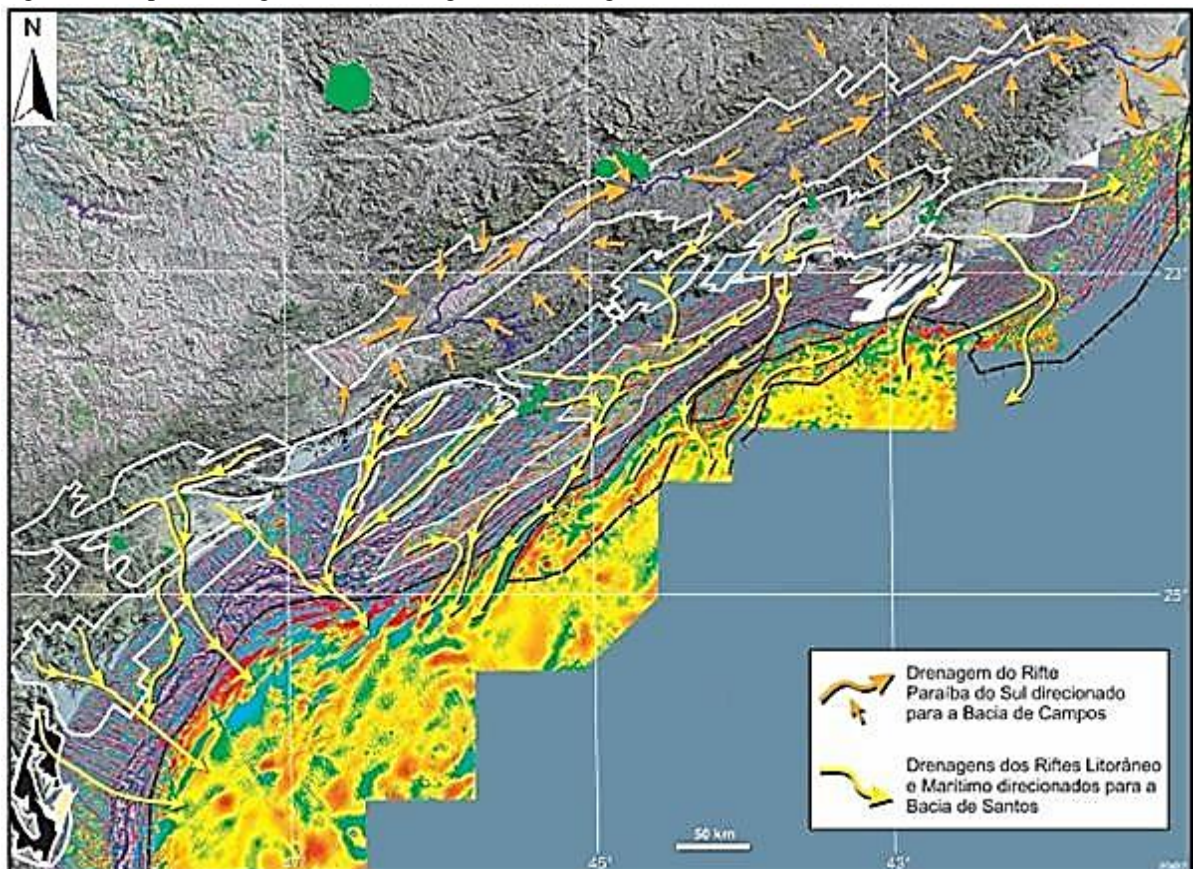 N
23°
25°
Drenagem do Rifte
Paraíba do Sul direcionado
para a Bacia de Campos
Drenagens dos Riftes Litorâneo
e Marítimo direcionados para a
Bacia de Santos
50 km
47°
45°
43°